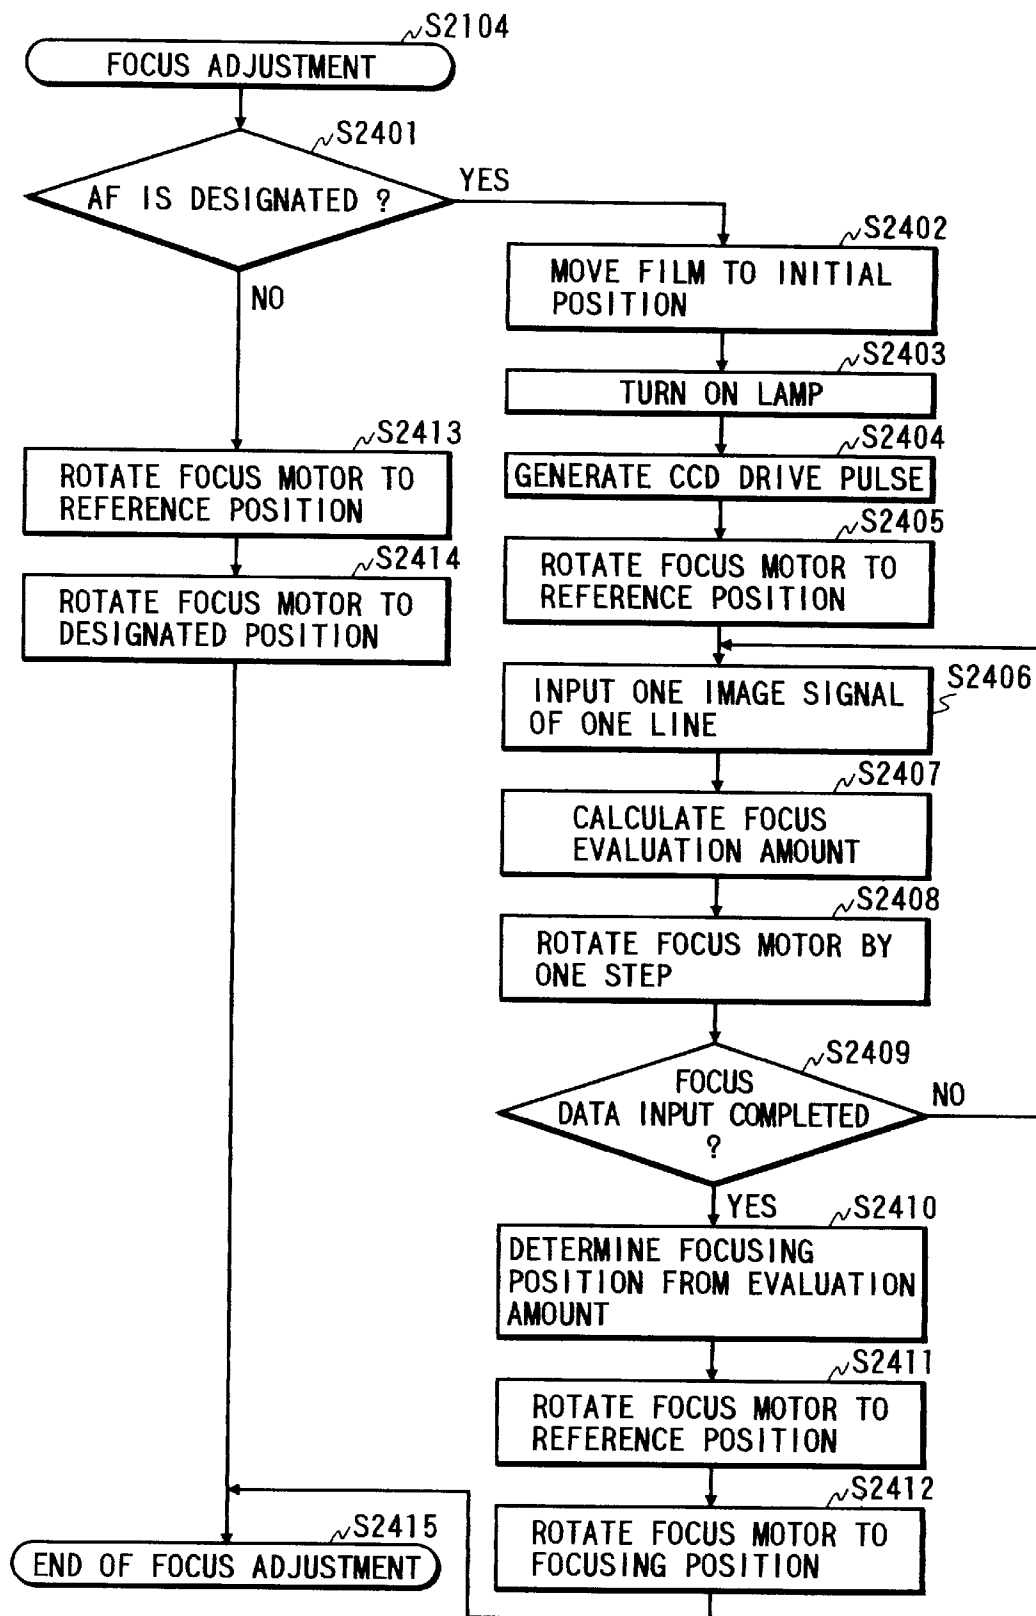 S2104
FOCUS ADJUSTMENT
S2401
AF IS DESIGNATED ?
YES
NO
S2402
MOVE FILM TO INITIAL
POSITION
S2403
TURN ON LAMP
S2404
GENERATE CCD DRIVE PULSE
S2405
ROTATE FOCUS MOTOR TO
REFERENCE POSITION
S2406
INPUT ONE IMAGE SIGNAL
OF ONE LINE
S2407
CALCULATE FOCUS
EVALUATION AMOUNT
S2408
ROTATE FOCUS MOTOR BY
ONE STEP
S2409
FOCUS
DATA INPUT COMPLETED
?
NO
YES
S2410
DETERMINE FOCUSING
POSITION FROM EVALUATION
AMOUNT
S2411
ROTATE FOCUS MOTOR TO
REFERENCE POSITION
S2412
ROTATE FOCUS MOTOR TO
FOCUSING POSITION
S2413
ROTATE FOCUS MOTOR TO
REFERENCE POSITION
S2414
ROTATE FOCUS MOTOR TO
DESIGNATED POSITION
S2415
END OF FOCUS ADJUSTMENT